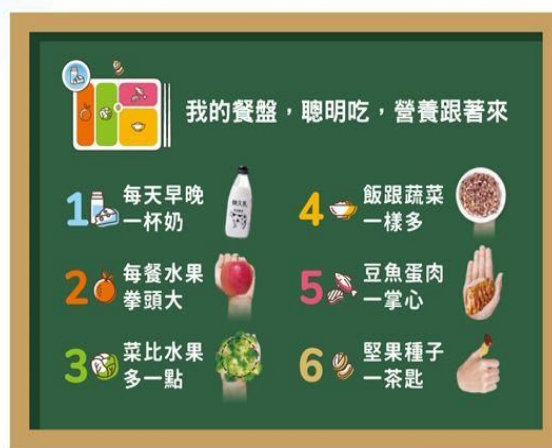 我的餐盤，聰明吃，營養跟著來
1 每天早晚
一杯奶
2 每餐水果
拳頭大
3 菜比水果
多一點
4 飯跟蔬菜
一樣多
5 豆魚蛋肉
一掌心
6 堅果種子
一茶匙